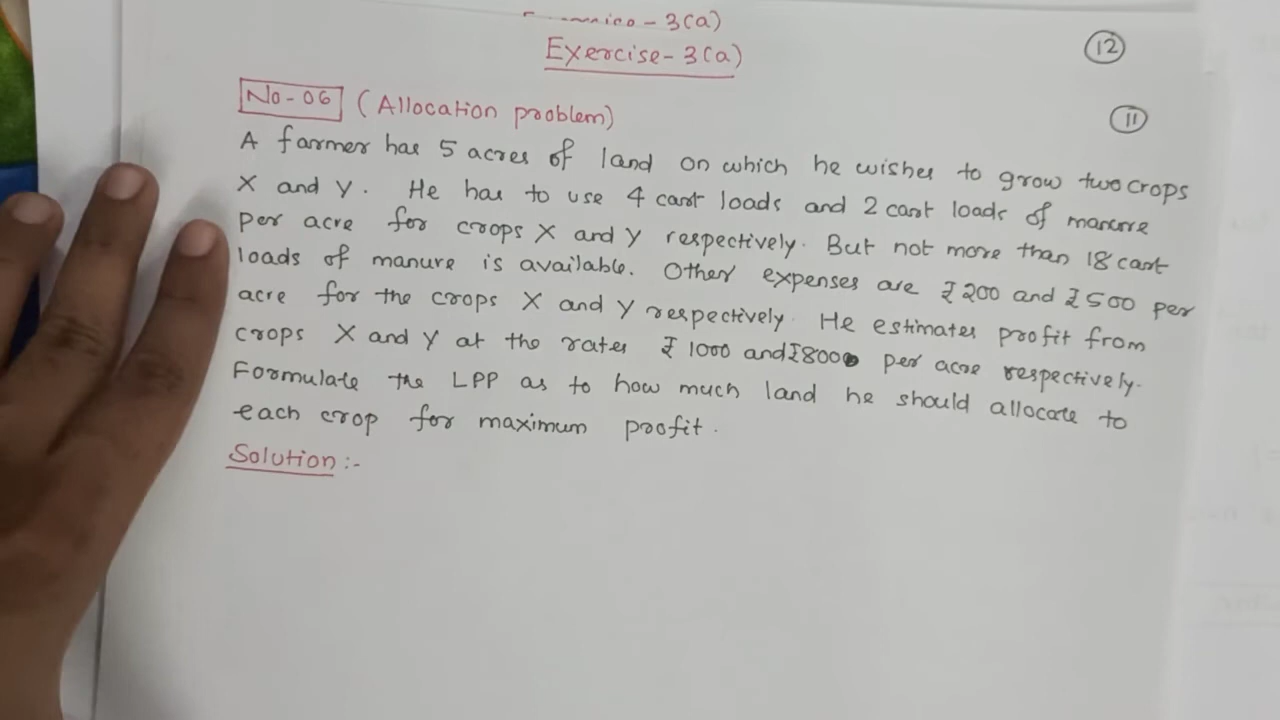 - 3(a)
Exercise - 3(a)
12
No-06 (Allocation problem)
11
A farmer has 5 acres of land on which he wishes to grow two crops
X and Y. He has to use 4 cart loads and 2 cart loads of manure
per acre for crops X and Y respectively. But not more than 18 cart
loads of manure is available. Other expenses are ₹200 and ₹500 per
acre for the crops X and Y respectively. He estimates profit from
crops X and Y at the rates ₹1000 and ₹800 per acre respectively.
Formulate the LPP as to how much land he should allocate to
each crop for maximum profit.
Solution :-